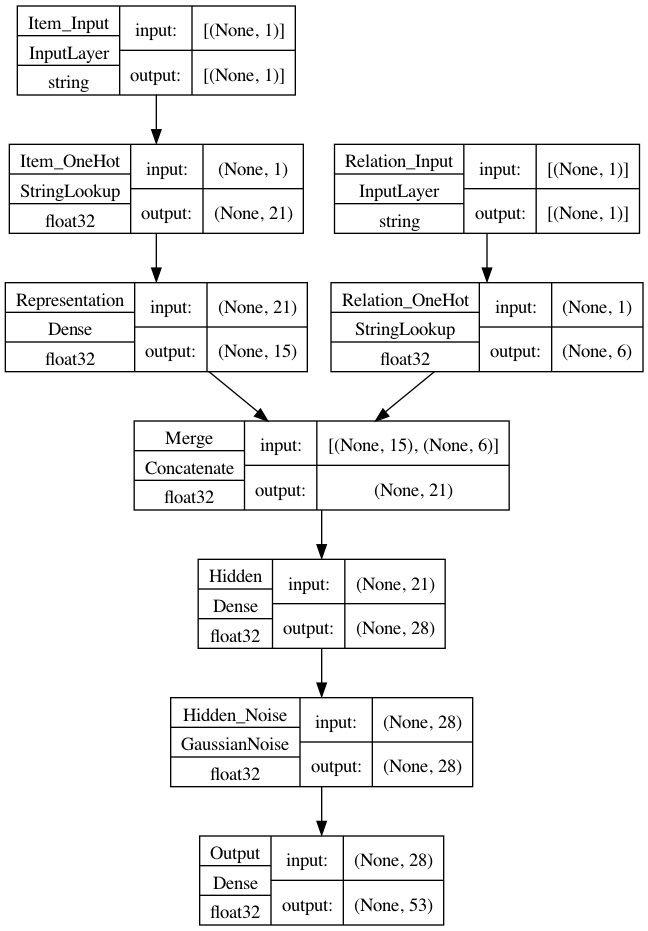 Item_Input
InputLayer
string
input:
[(None, 1)]
output:
[(None, 1)]
Item_OneHot
StringLookup
float32
input:
(None, 1)
output:
(None, 21)
Relation_Input
InputLayer
string
input:
[(None, 1)]
output:
[(None, 1)]
Representation
Dense
float32
input:
(None, 21)
output:
(None, 15)
Relation_OneHot
StringLookup
float32
input:
(None, 1)
output:
(None, 6)
Merge
Concatenate
float32
input:
[(None, 15), (None, 6)]
output:
(None, 21)
Hidden
Dense
float32
input:
(None, 21)
output:
(None, 28)
Hidden_Noise
GaussianNoise
float32
input:
(None, 28)
output:
(None, 28)
Output
Dense
float32
input:
(None, 28)
output:
(None, 53)